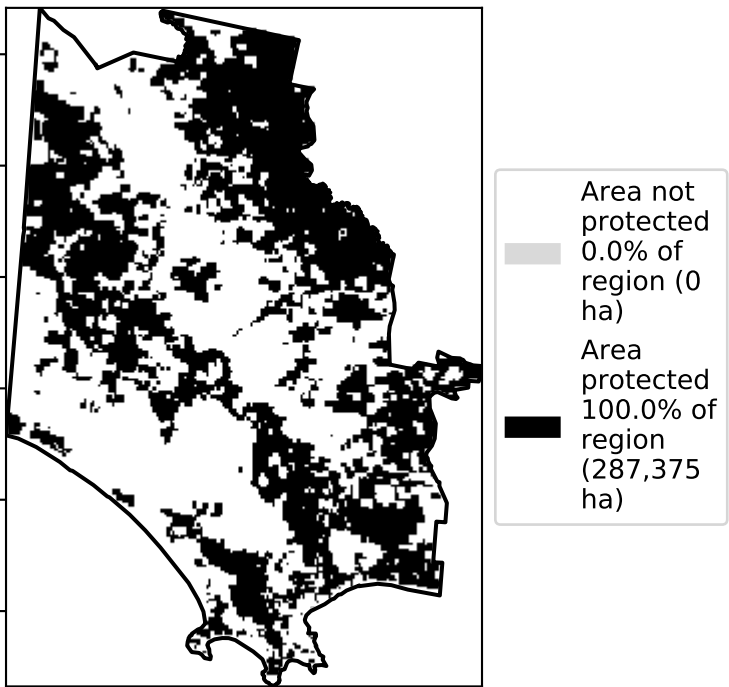 Area not
protected
0.0% of
region (0
ha)
Area
protected
100.0% of
region
(287,375
ha)